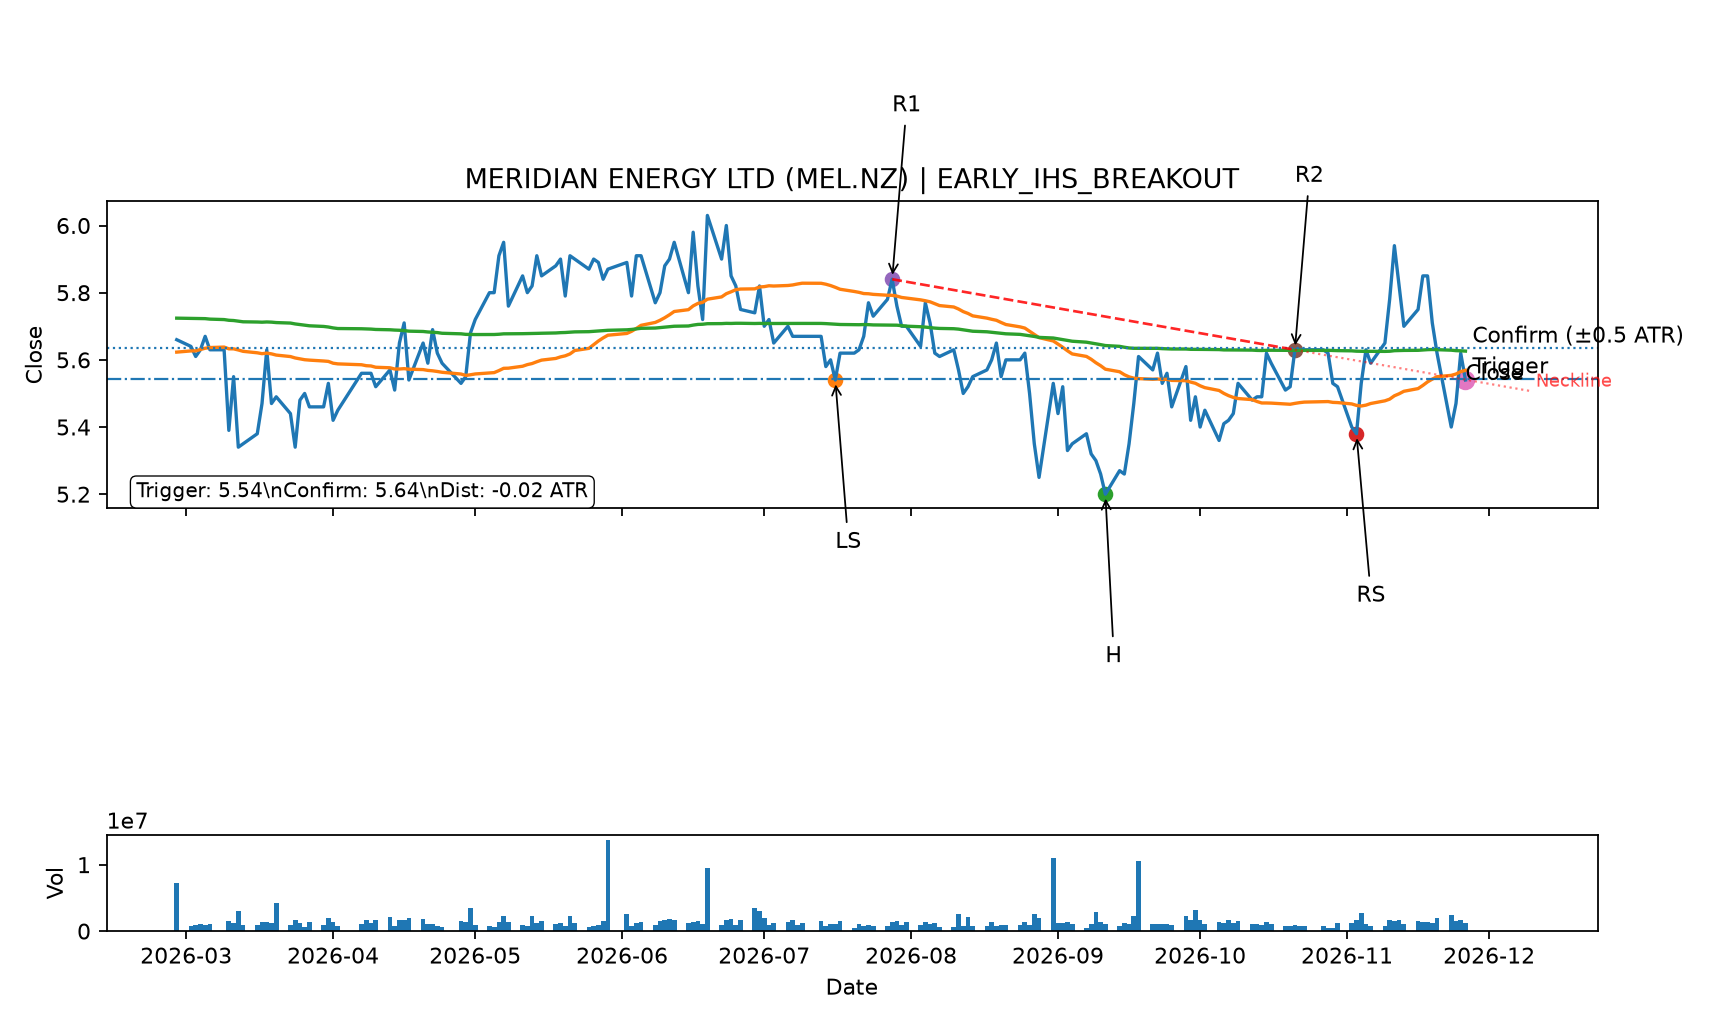 R1
R2
MERIDIAN ENERGY LTD (MEL.NZ) | EARLY_IHS_BREAKOUT
6.0
5.8
5.6
5.4
5.2
Close
Confirm (±0.5 ATR)
Trigger
Close
Neckline
Trigger: 5.54\nConfirm: 5.64\nDist: -0.02 ATR
LS
RS
H
1e7
1
0
Vol
2026-03 2026-04 2026-05 2026-06 2026-07 2026-08 2026-09 2026-10 2026-11 2026-12
Date